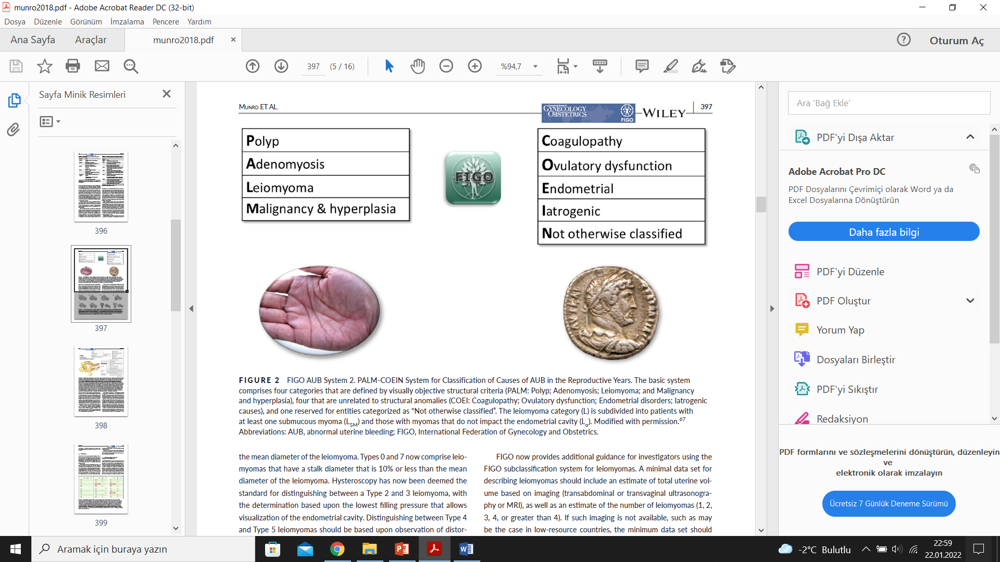 munro2018.pdf - Adobe Acrobat Reader DC (32-bit)
Dosya Düzenle Görünüm İmzalama Pencere Yardım
Ana Sayfa Araçlar munro2018.pdf × Oturum Aç
397 (5 / 16) %94,7
Sayfa Minik Resimleri
396
397
398
399
MUNRO ET AL.
International Journal of
GYNECOLOGY
OBSTETRICS
FIGO
WILEY
397
Polyp
Adenomyosis
Leiomyoma
Malignancy & hyperplasia
FIGO
Coagulopathy
Ovulatory dysfunction
Endometrial
Iatrogenic
Not otherwise classified
FIGURE 2 FIGO AUB System 2. PALM-COEIN System for Classification of Causes of AUB in the Reproductive Years. The basic system
comprises four categories that are defined by visually objective structural criteria (PALM: Polyp; Adenomyosis; Leiomyoma; and Malignancy
and hyperplasia), four that are unrelated to structural anomalies (COEI: Coagulopathy; Ovulatory dysfunction; Endometrial disorders; Iatrogenic
causes), and one reserved for entities categorized as “Not otherwise classified”. The leiomyoma category (L) is subdivided into patients with
at least one submucous myoma (LSM) and those with myomas that do not impact the endometrial cavity (Lo). Modified with permission.67
Abbreviations: AUB, abnormal uterine bleeding; FIGO, International Federation of Gynecology and Obstetrics.
the mean diameter of the leiomyoma. Types 0 and 7 now comprise leio-
myomas that have a stalk diameter that is 10% or less than the mean
diameter of the leiomyoma. Hysteroscopy has now been deemed the
standard for distinguishing between a Type 2 and 3 leiomyoma, with
the determination based upon the lowest filling pressure that allows
visualization of the endometrial cavity. Distinguishing between Type 4
and Type 5 leiomyomas should be based upon observation of distor-
FIGO now provides additional guidance for investigators using the
FIGO subclassification system for leiomyomas. A minimal data set for
describing leiomyomas should include an estimate of total uterine vol-
ume based on imaging (transabdominal or transvaginal ultrasonogra-
phy or MRI), as well as an estimate of the number of leiomyomas (1, 2,
3, 4, or greater than 4). If such imaging is not available, such as may
be the case in low-resource countries, the minimum data set should
Ara 'Bağ Ekle'
PDF'yi Dışa Aktar
Adobe Acrobat Pro DC
PDF Dosyalarını Çevrimiçi olarak Word ya da
Excel Dosyalarına Dönüştürün
Daha fazla bilgi
PDF'yi Düzenle
PDF Oluştur
Yorum Yap
Dosyaları Birleştir
PDF'yi Sıkıştır
Redaksiyon
PDF formlarını ve sözleşmelerini dönüştürün, düzenleyin
ve
elektronik olarak imzalayın
Ücretsiz 7 Günlük Deneme Sürümü
Aramak için buraya yazın
-2°C Bulutlu
22:59
22.01.2022